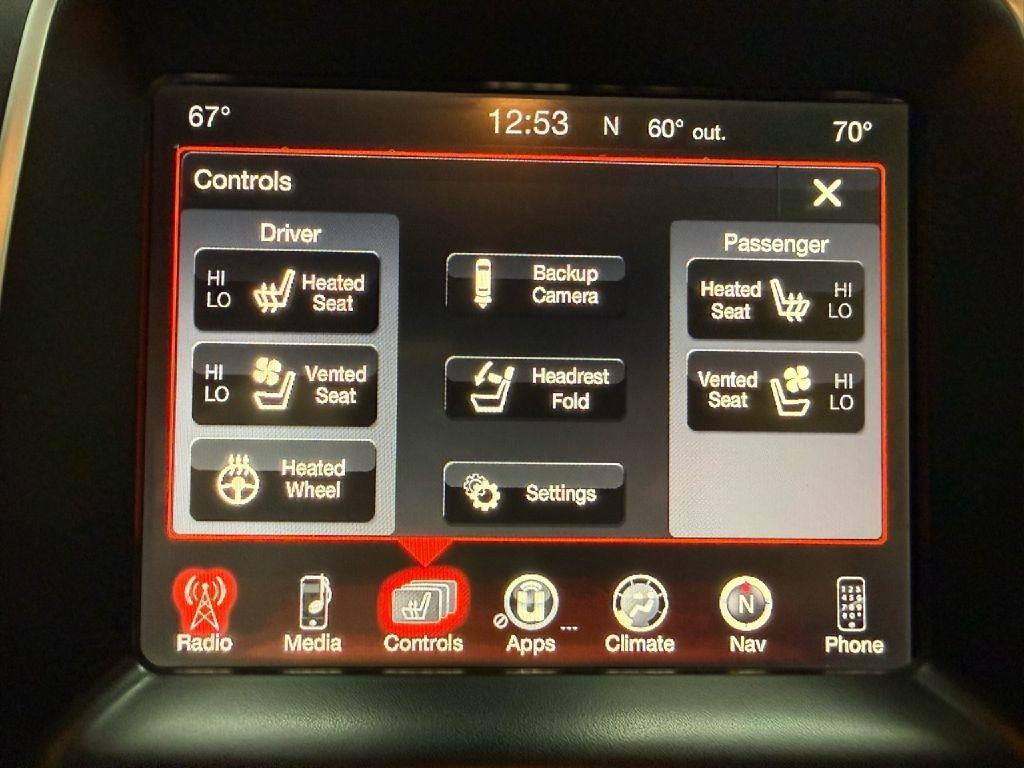 67° 12:53 N 60° out. 70°
Controls X
Driver
HI
LO
Heated
Seat
HI
LO
Vented
Seat
Heated
Wheel
Backup
Camera
Headrest
Fold
Settings
Passenger
Heated
Seat
HI
LO
Vented
Seat
HI
LO
N
Radio Media Controls Apps Climate Nav Phone